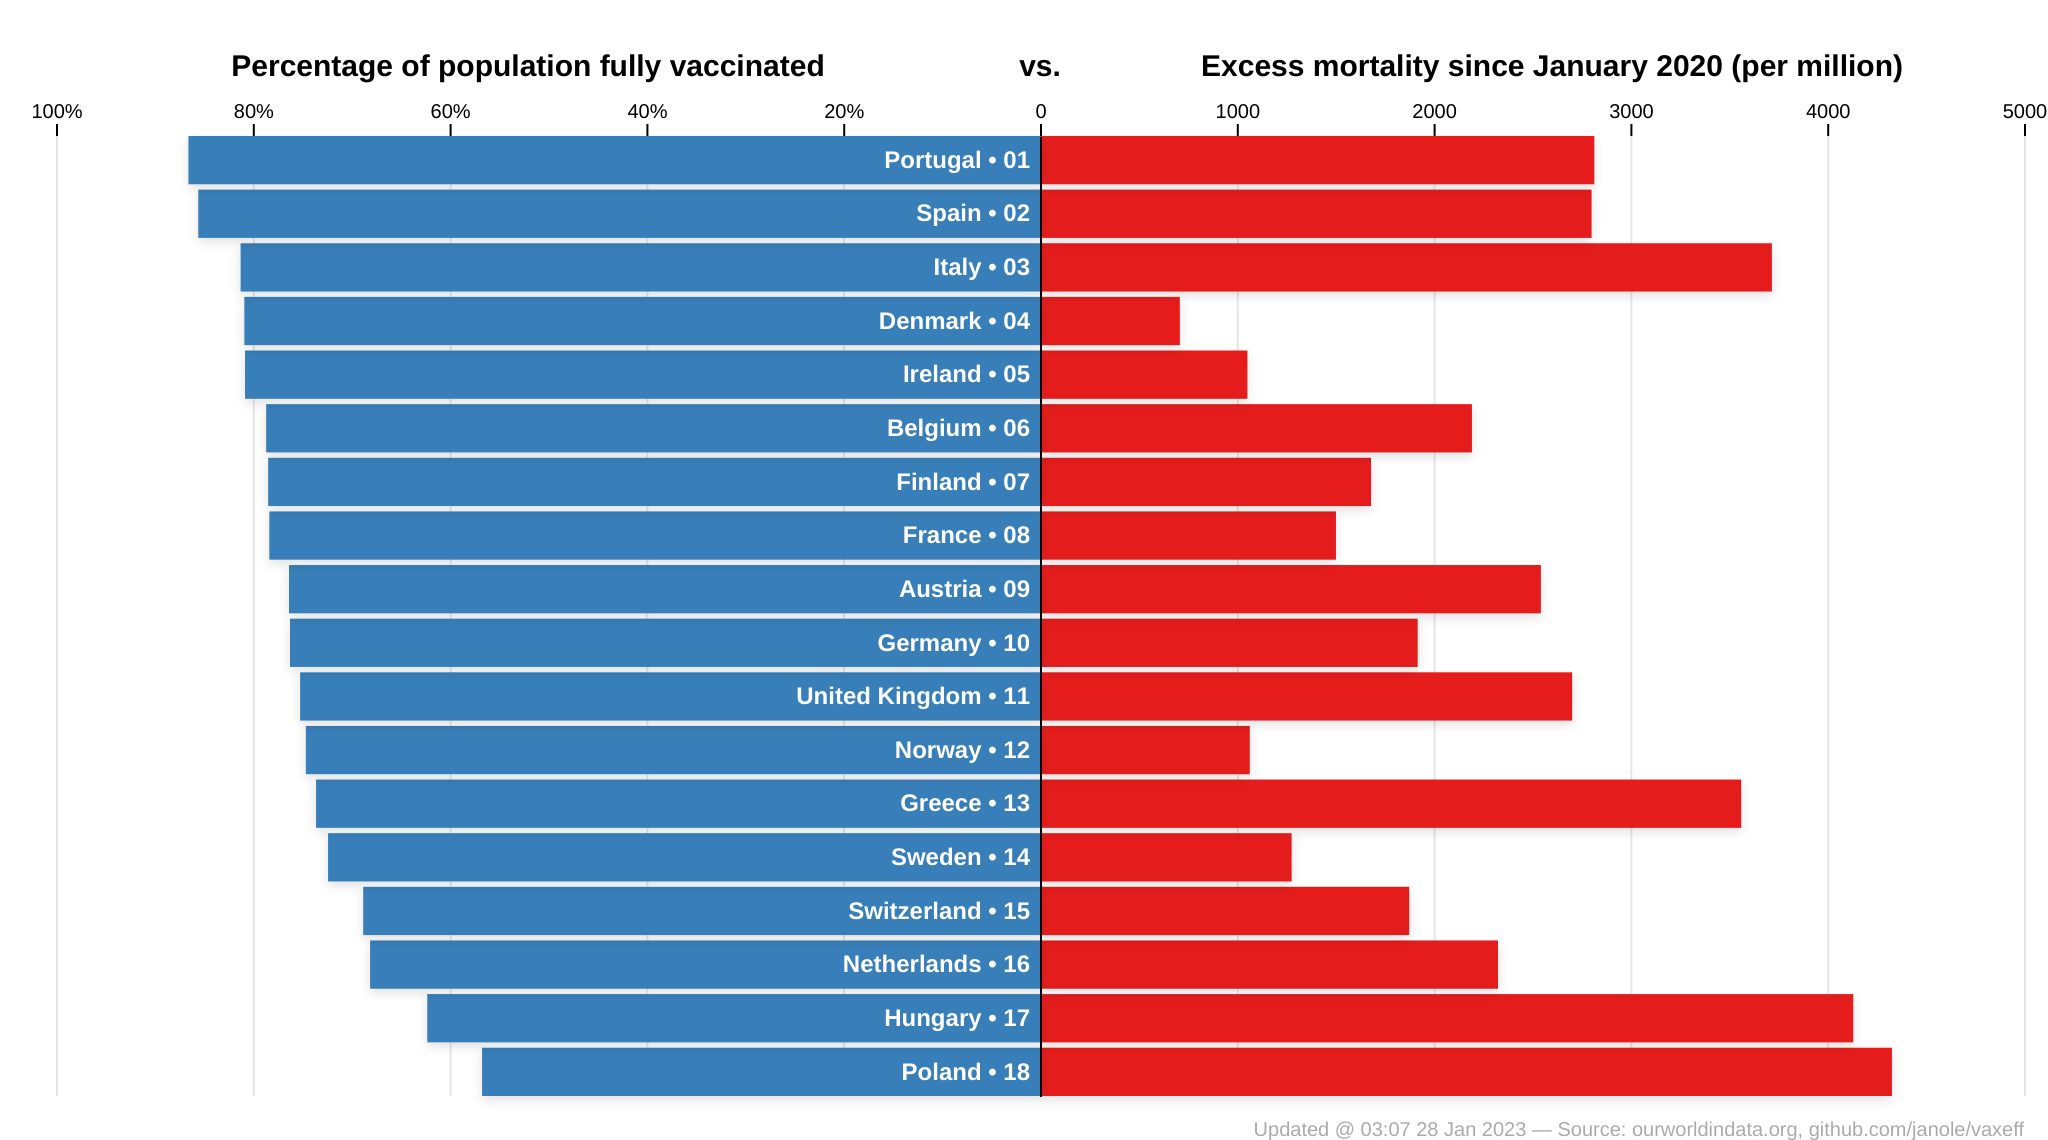 Percentage of population fully vaccinated vs. Excess mortality since January 2020 (per million)
100% 80% 60% 40% 20% 0 1000 2000 3000 4000 5000
Portugal • 01
Spain • 02
Italy • 03
Denmark • 04
Ireland • 05
Belgium • 06
Finland • 07
France • 08
Austria • 09
Germany • 10
United Kingdom • 11
Norway • 12
Greece • 13
Sweden • 14
Switzerland • 15
Netherlands • 16
Hungary • 17
Poland • 18
Updated @ 03:07 28 Jan 2023 — Source: ourworldindata.org, github.com/janole/vaxeff